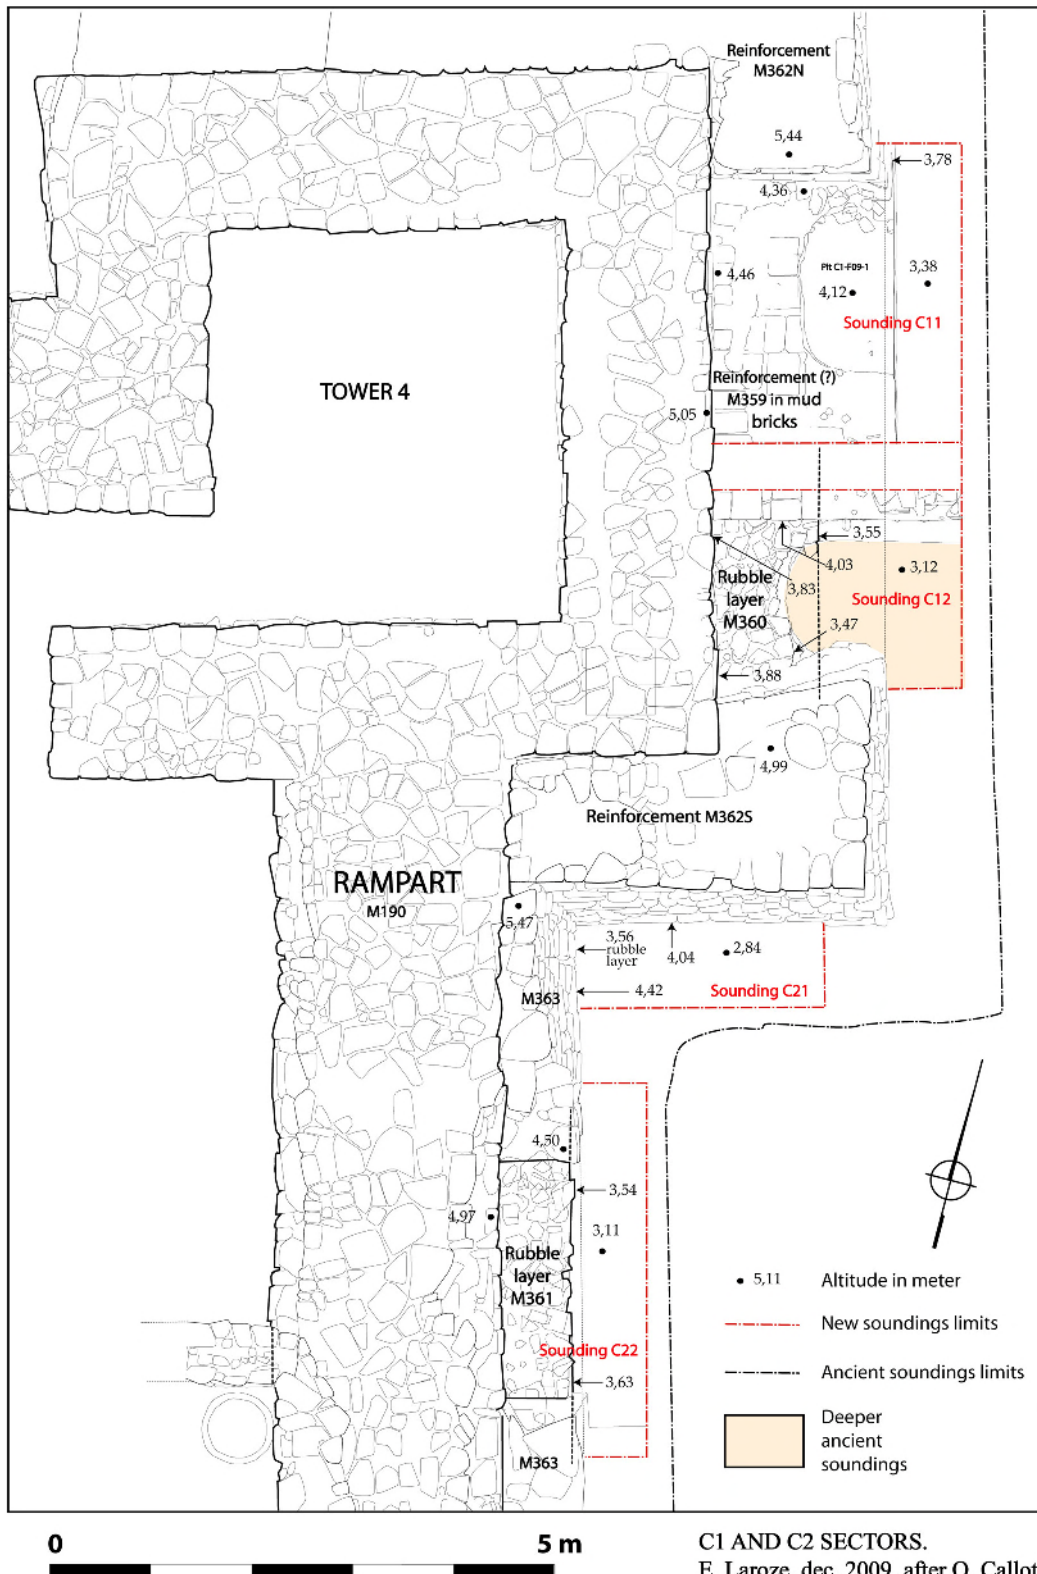 Reinforcement
M362N
5,44
3,78
4,36
4,46
Pit C1-F09-1
4,12
3,38
Sounding C11
TOWER 4
Reinforcement (?)
M359 in mud
bricks
5,05
3,55
4,03
3,12
3,83
Rubble
layer
M360
Sounding C12
3,47
3,88
4,99
Reinforcement M362S
RAMPART
M190
5,47
3,56
rubble
layer
4,04
2,84
M363
4,42
Sounding C21
4,50
3,54
4,97
3,11
Rubble
layer
M361
Sounding C22
3,63
M363
5,11 Altitude in meter
New soundings limits
Ancient soundings limits
Deeper
ancient
soundings
0 5 m
C1 AND C2 SECTORS.
E. Laroze, dec. 2009, after O. Callot